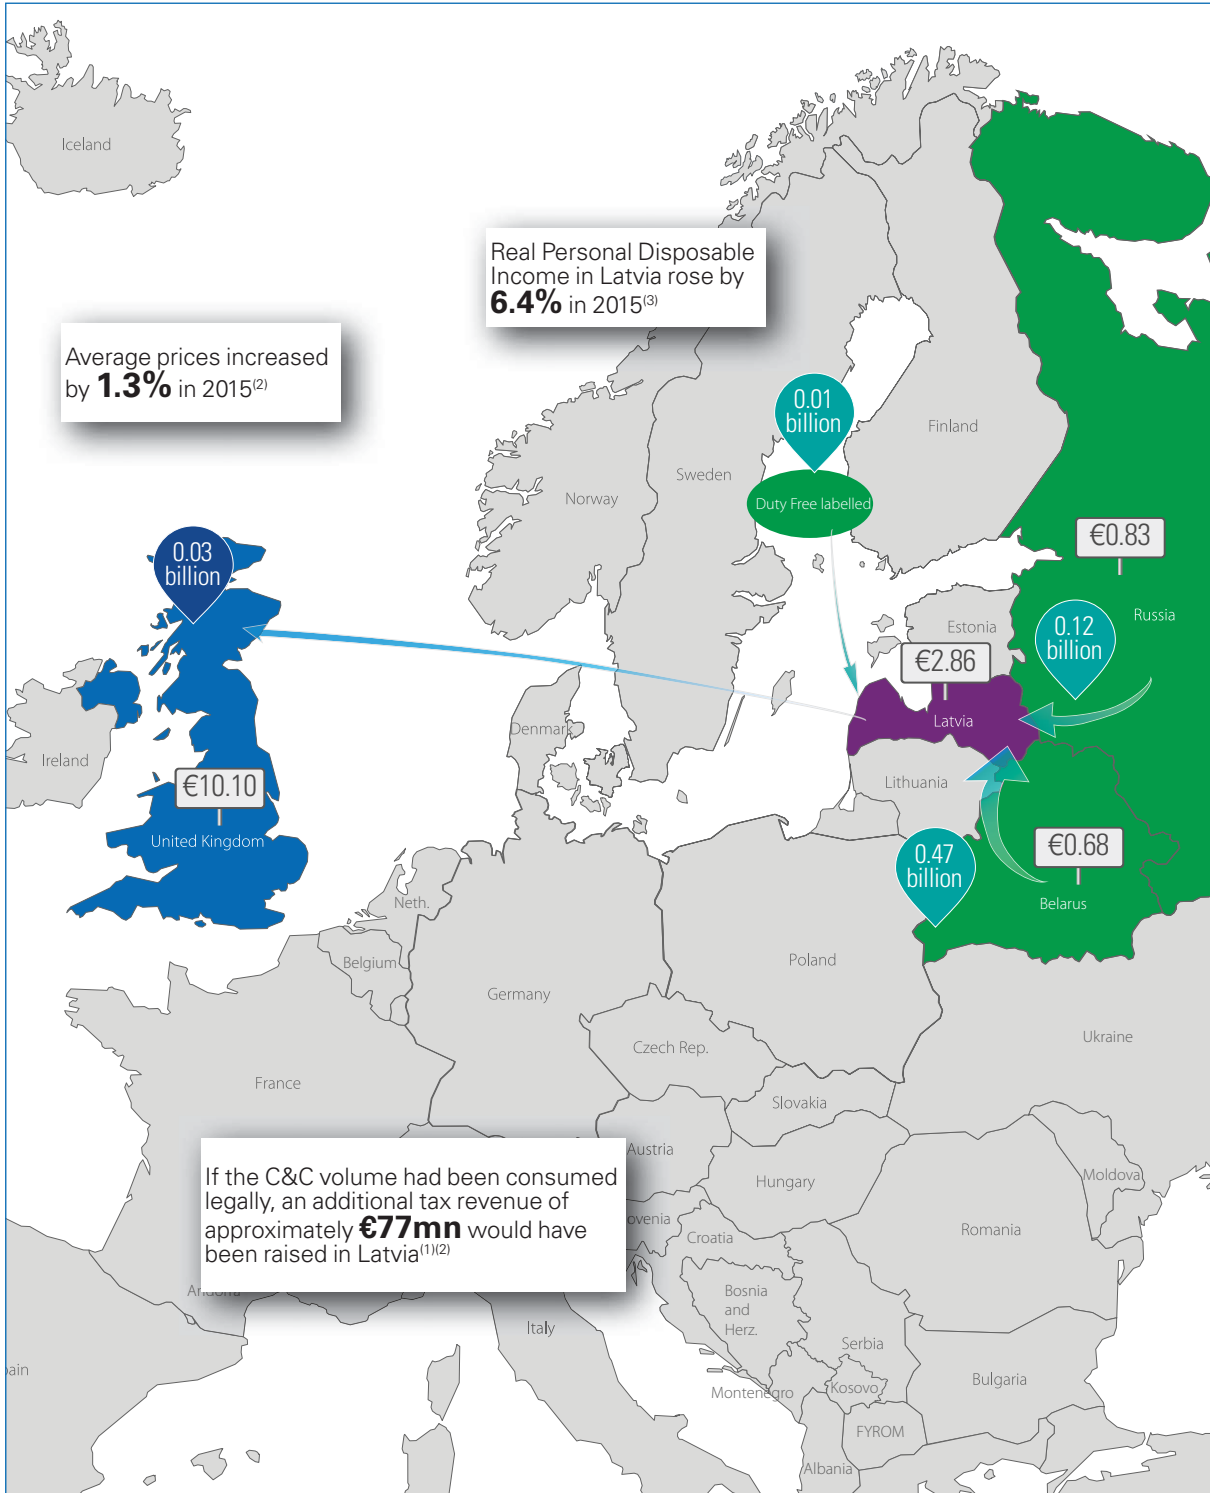 Iceland
Real Personal Disposable
Income in Latvia rose by
6.4% in 2015(3)
Average prices increased
by 1.3% in 2015(2)
0.01
billion
Finland
Sweden
Norway
Duty Free labelled
€0.83
0.03
billion
Russia
0.12
billion
Estonia
€2.86
Latvia
Denmark
Ireland
€10.10
Lithuania
United Kingdom
€0.68
0.47
billion
Neth.
Belarus
Belgium
Poland
Germany
Ukraine
Czech Rep.
France
Slovakia
Austria
If the C&C volume had been consumed
legally, an additional tax revenue of
approximately €77mn would have
been raised in Latvia(1)(2)
Moldova
Hungary
ovenia
Croatia
Romania
Andorra
Bosnia
and
Herz.
Italy
Serbia
pain
Bulgaria
Kosovo
Montenegro
FYROM
Albania